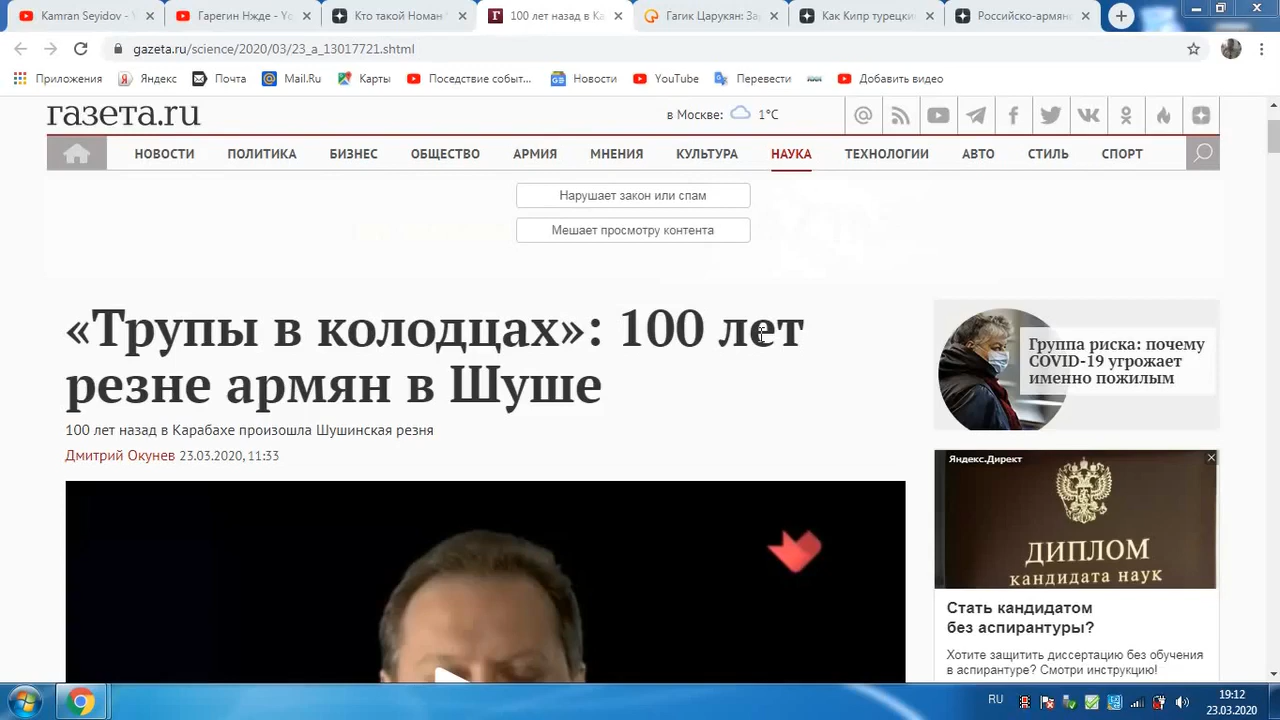 Kamran Seyidov - Y
Гарегин Нжде - Yo
Кто такой Номан
100 лет назад в Ка
Гагик Царукян: За
Как Кипр турецки
Российско-армянс
gazeta.ru/science/2020/03/23_a_13017721.shtml
Приложения
Яндекс
Почта
Mail.Ru
Карты
Поседствие событ...
Новости
YouTube
Перевести
Добавить видео
газета.ru
в Москве: 1°C
НОВОСТИ
ПОЛИТИКА
БИЗНЕС
ОБЩЕСТВО
АРМИЯ
МНЕНИЯ
КУЛЬТУРА
НАУКА
ТЕХНОЛОГИИ
АВТО
СТИЛЬ
СПОРТ
Нарушает закон или спам
Мешает просмотру контента
«Трупы в колодцах»: 100 лет
резне армян в Шуше
100 лет назад в Карабахе произошла Шушинская резня
Дмитрий Окунев 23.03.2020, 11:33
Группа риска: почему
COVID-19 угрожает
именно пожилым
Яндекс.Директ
ДИПЛОМ
кандидата наук
Стать кандидатом
без аспирантуры?
Хотите защитить диссертацию без обучения
в аспирантуре? Смотри инструкцию!
RU
19:12
23.03.2020